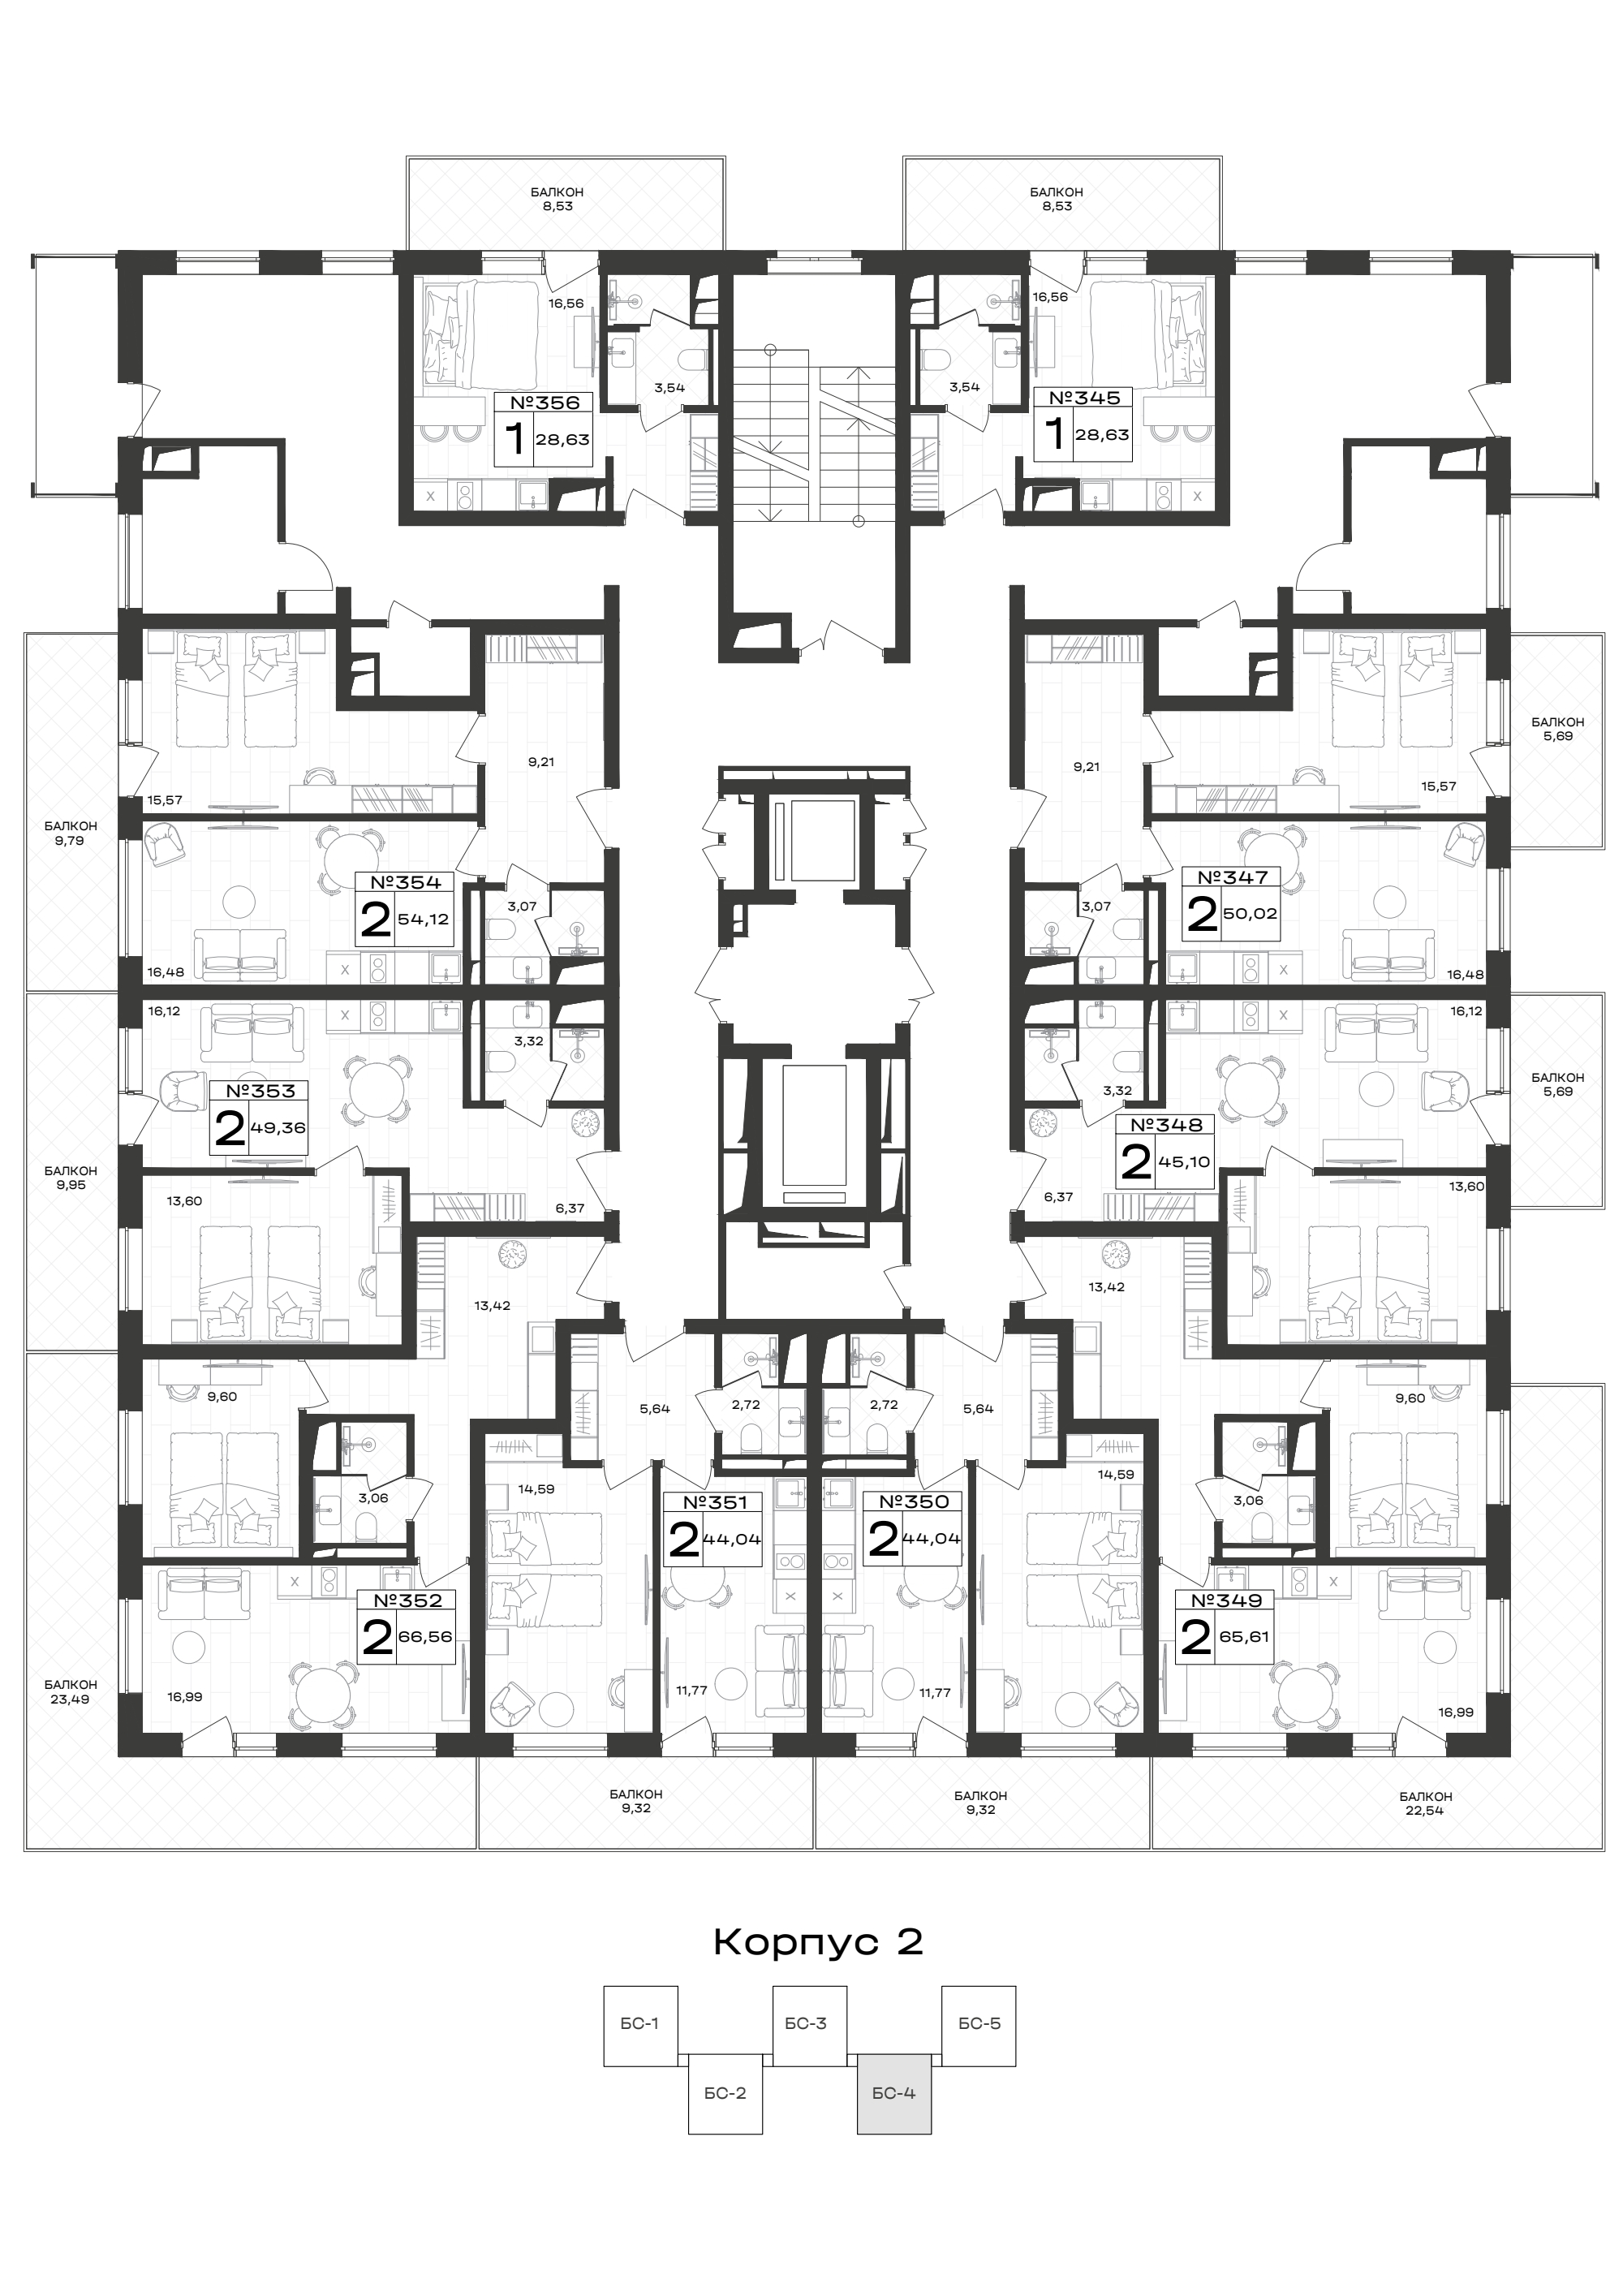 БАЛКОН
8,53
БАЛКОН
8,53
16,56
16,56
3,54
3,54
№356
1
28,63
№345
1
28,63
БАЛКОН
5,69
9,21
9,21
15,57
15,57
БАЛКОН
9,79
№354
2
54,12
3,07
3,07
№347
2
50,02
16,48
16,48
16,12
16,12
3,32
БАЛКОН
5,69
№353
2
49,36
3,32
№348
2
45,10
БАЛКОН
9,95
13,60
6,37
6,37
13,60
13,42
13,42
9,60
5,64
2,72
2,72
5,64
9,60
14,59
14,59
3,06
3,06
№351
2
44,04
№350
2
44,04
№352
2
66,56
№349
2
65,61
БАЛКОН
23,49
16,99
11,77
11,77
16,99
БАЛКОН
9,32
БАЛКОН
9,32
БАЛКОН
22,54
Корпус 2
БС-1
БС-3
БС-5
БС-2
БС-4
X
X
X
X
X
X
X
X
X
X